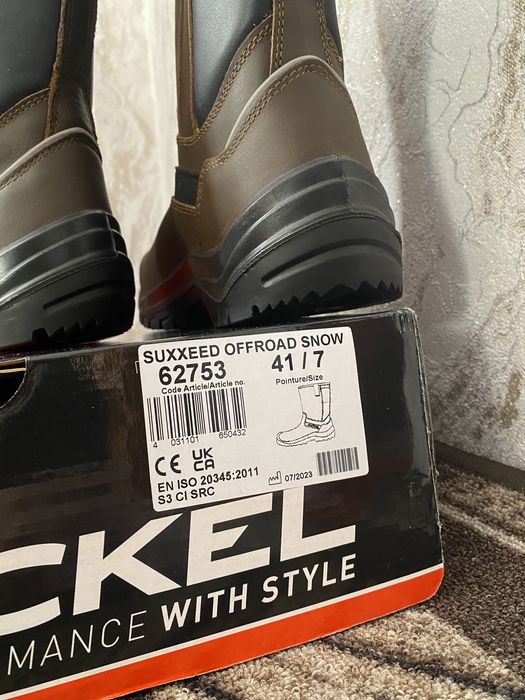 SUXXEED OFFROAD SNOW
62753 41 / 7
Code Article/Article no. Pointure/Size
4 031101 650432
CE UK CA
EN ISO 20345:2011
S3 CI SRC
07/2023
CKEL
MANCE WITH STYLE